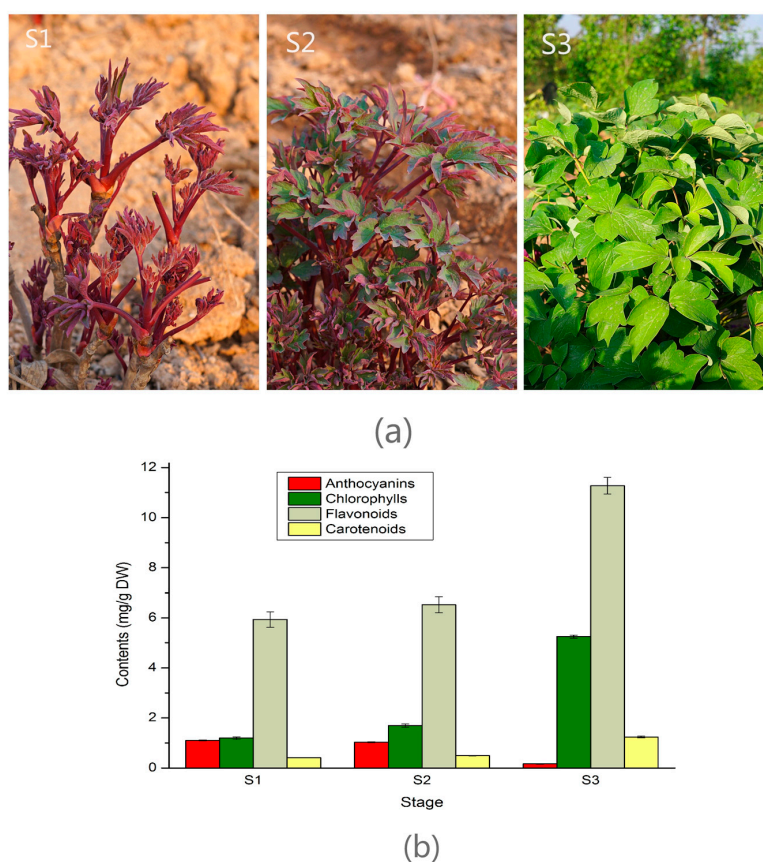 S1 S2 S3
(a)
12
10
8
6
4
2
0
Contents (mg/g DW)
Anthocyanins
Chlorophylls
Flavonoids
Carotenoids
S1 S2 S3
Stage
(b)